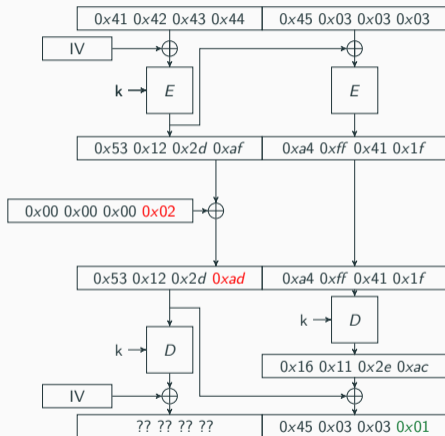 0x41 0x42 0x43 0x44 0x45 0x03 0x03 0x03
IV
k E E
0x53 0x12 0x2d 0xaf 0xa4 0xff 0x41 0x1f
0x00 0x00 0x00 0x02
0x53 0x12 0x2d 0xad 0xa4 0xff 0x41 0x1f
k D
k D
0x16 0x11 0x2e 0xac
IV
?? ?? ?? ?? 0x45 0x03 0x03 0x01